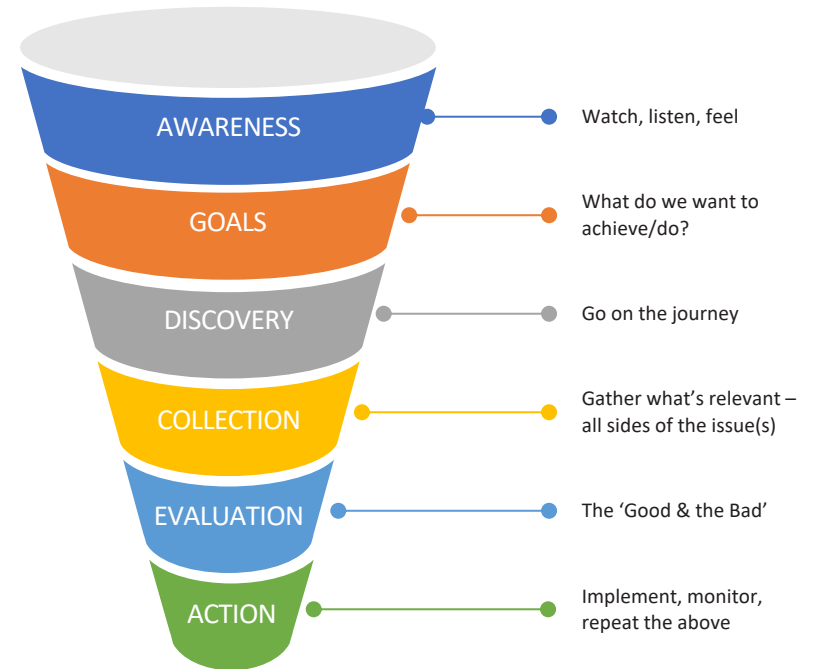 AWARENESS
Watch, listen, feel
GOALS
What do we want to
achieve/do?
DISCOVERY
Go on the journey
COLLECTION
Gather what’s relevant –
all sides of the issue(s)
EVALUATION
The ‘Good & the Bad’
ACTION
Implement, monitor,
repeat the above